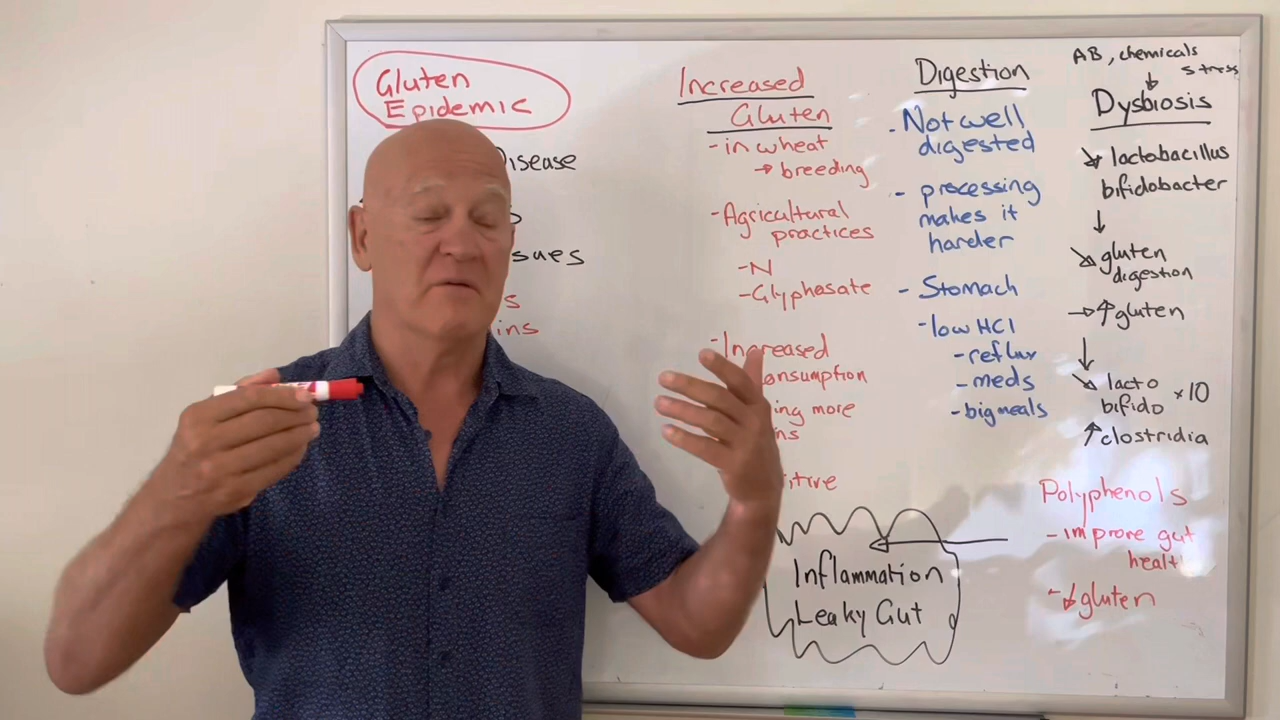 Gluten
Epidemic
Disease
sues
s
ins
Increased
Gluten
- in wheat
→ breeding
- Agricultural
practices
- N
- Glyphosate
- Increased
onsumption
ing more
ns
itive
Inflammation
Leaky Gut
Digestion
- Not well
digested
- processing
makes it
harder
- Stomach
- low HCl
- reflux
- meds
- big meals
AB, chemicals
↓ stress
Dysbiosis
↘ lactobacillus
bifidobacter
↓
↘ gluten
digestion
→ ↑ gluten
↓
↘ lacto
bifido ×10
↑ clostridia
Polyphenols
- improve gut
health
- ↓ gluten